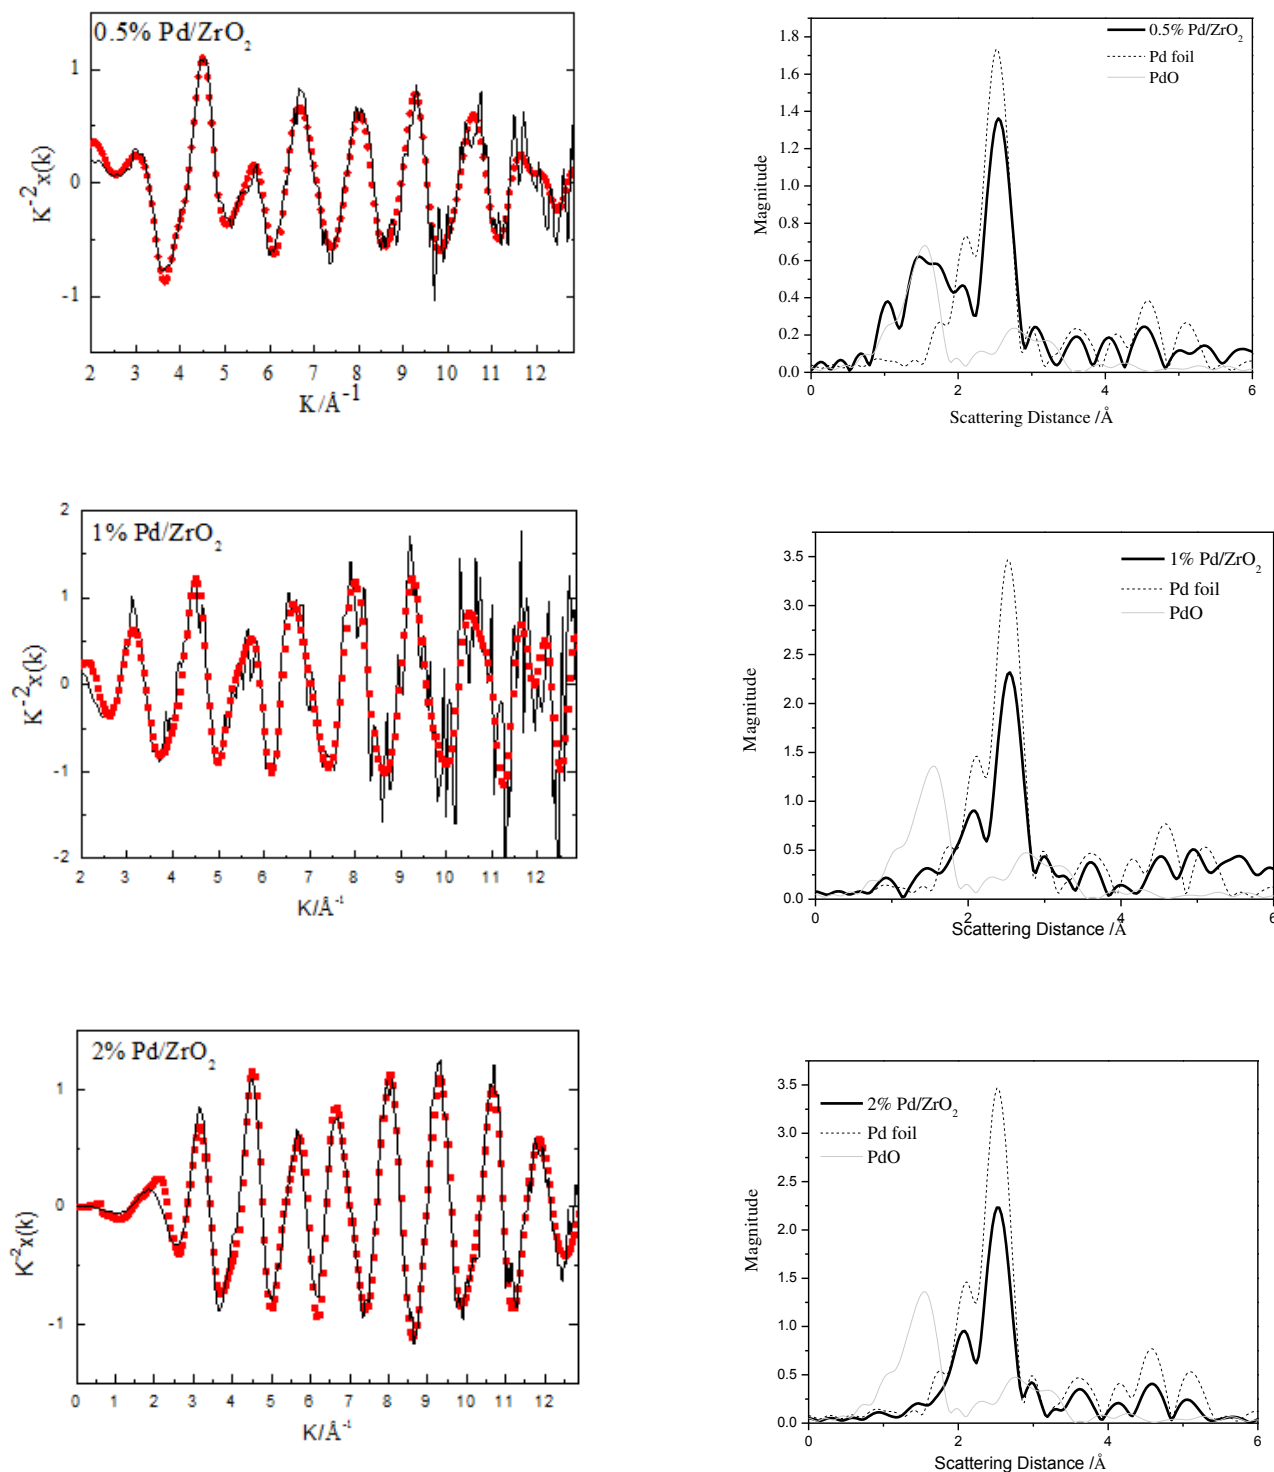 0.5% Pd/ZrO₂
1
0
-1
K⁻²x(k)
2 3 4 5 6 7 8 9 10 11 12
K/Å⁻¹
0.5% Pd/ZrO₂
Pd foil
PdO
1.8
1.6
1.4
1.2
1.0
0.8
0.6
0.4
0.2
0.0
Magnitude
0 2 4 6
Scattering Distance /Å
1% Pd/ZrO₂
2
1
0
-1
-2
K⁻²x(k)
2 3 4 5 6 7 8 9 10 11 12
K/Å⁻¹
1% Pd/ZrO₂
Pd foil
PdO
3.5
3.0
2.5
2.0
1.5
1.0
0.5
0.0
Magnitude
0 2 4 6
Scattering Distance /Å
2% Pd/ZrO₂
1
0
-1
K⁻²x(k)
0 1 2 3 4 5 6 7 8 9 10 11 12
K/Å⁻¹
2% Pd/ZrO₂
Pd foil
PdO
3.5
3.0
2.5
2.0
1.5
1.0
0.5
0.0
Magnitude
0 2 4 6
Scattering Distance /Å